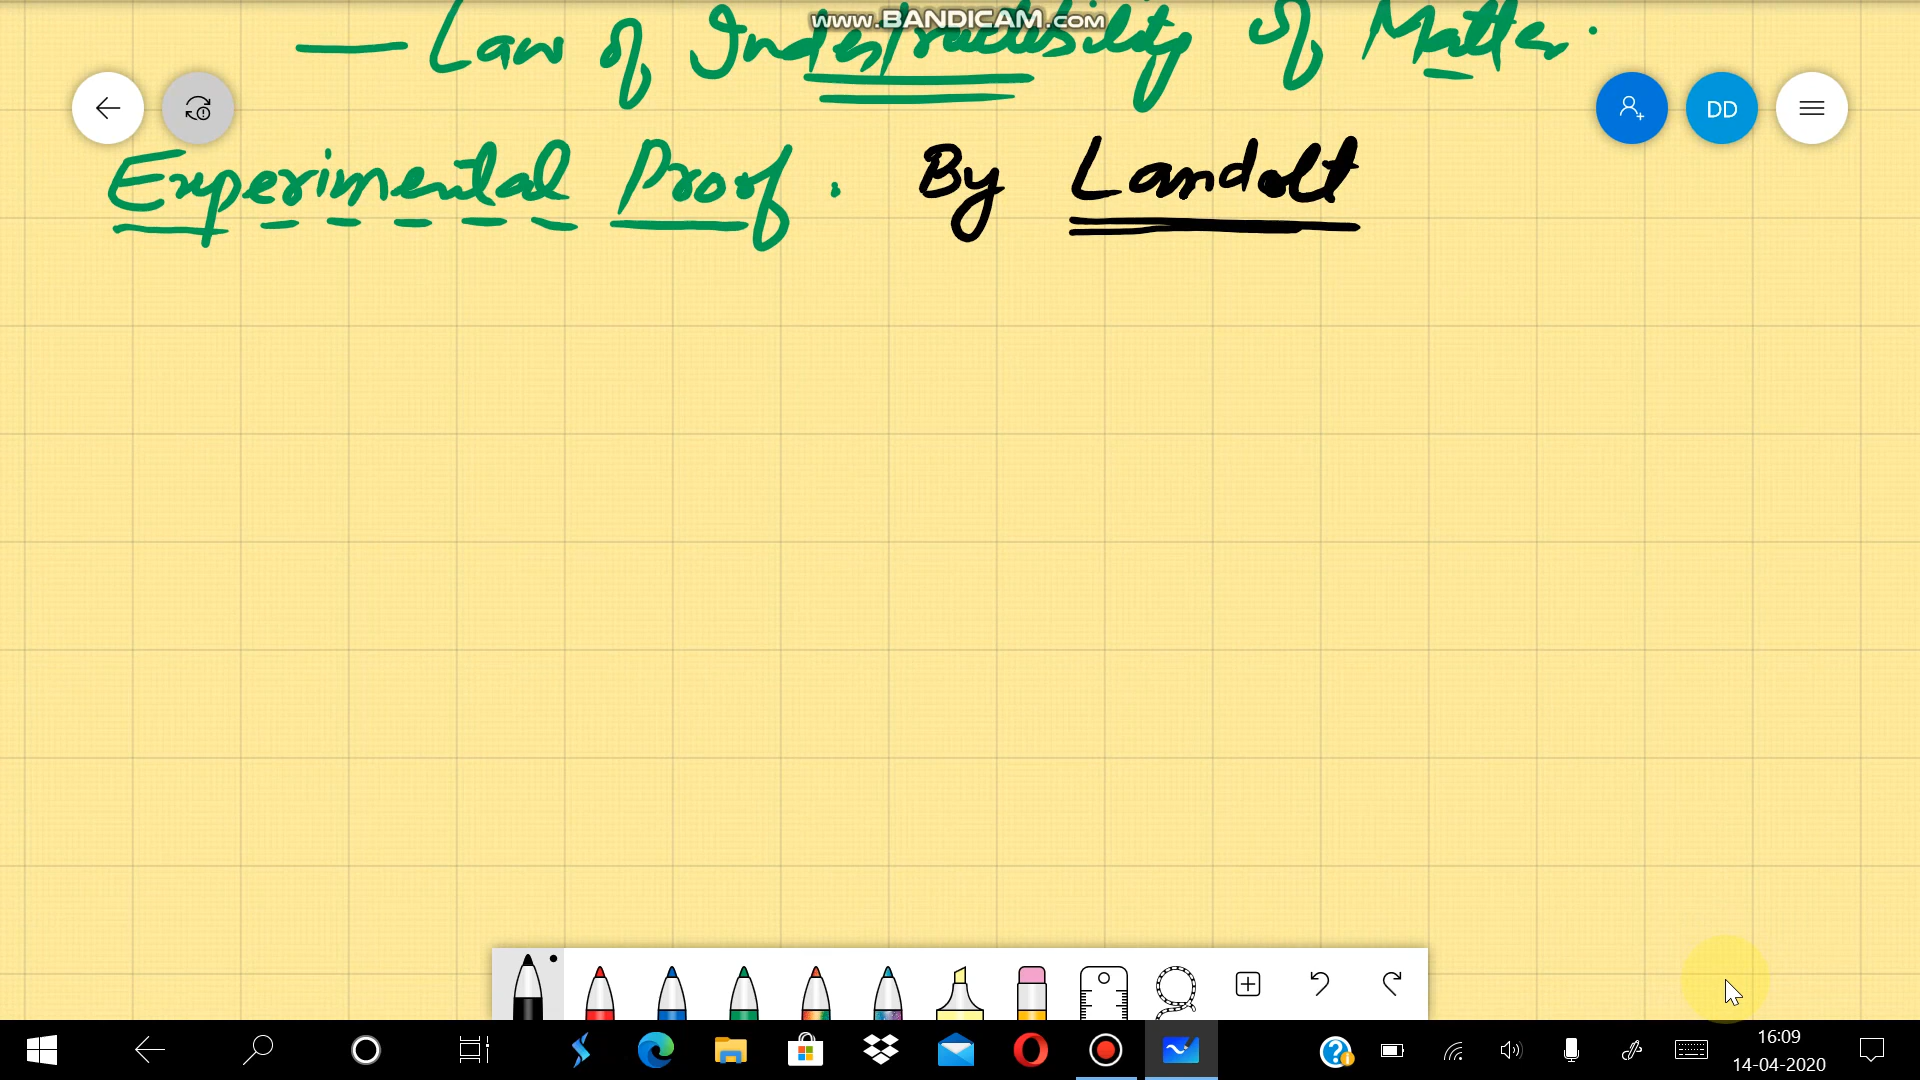 www.BANDICAM.com
— Law of Indestructibility of Matter.
DD
Experimental Proof. By Landolt
16:09
14-04-2020